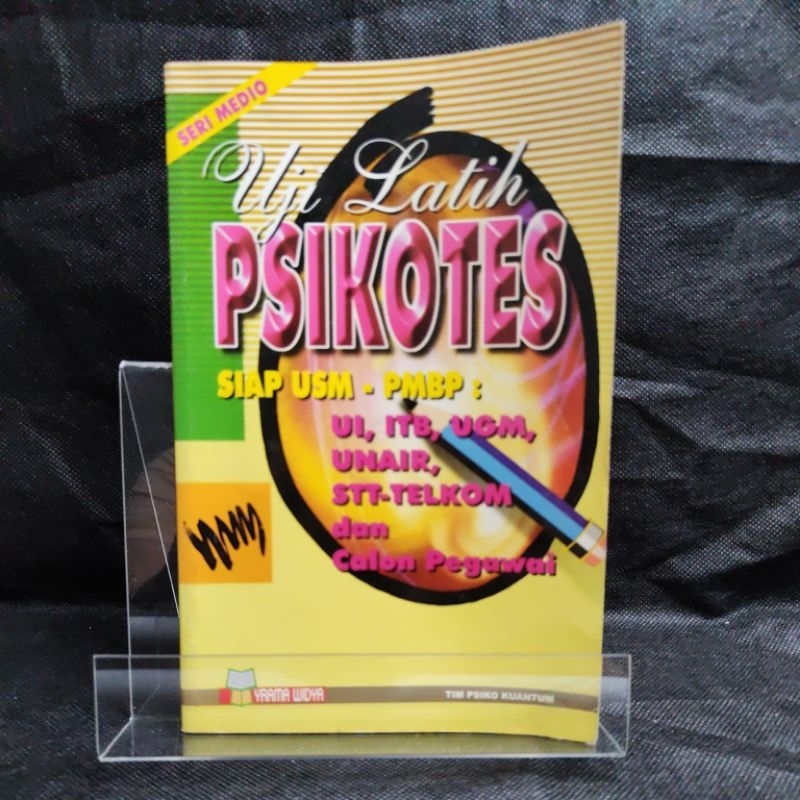 SERI MEDIO
Uji Latih
PSIKOTES
SIAP USM - PMBP :
UI, ITB, UGM,
UNAIR,
STT-TELKOM
dan
Calon Pegawai
YRAMA WIDYA
TIM PSIKO KUANTUM